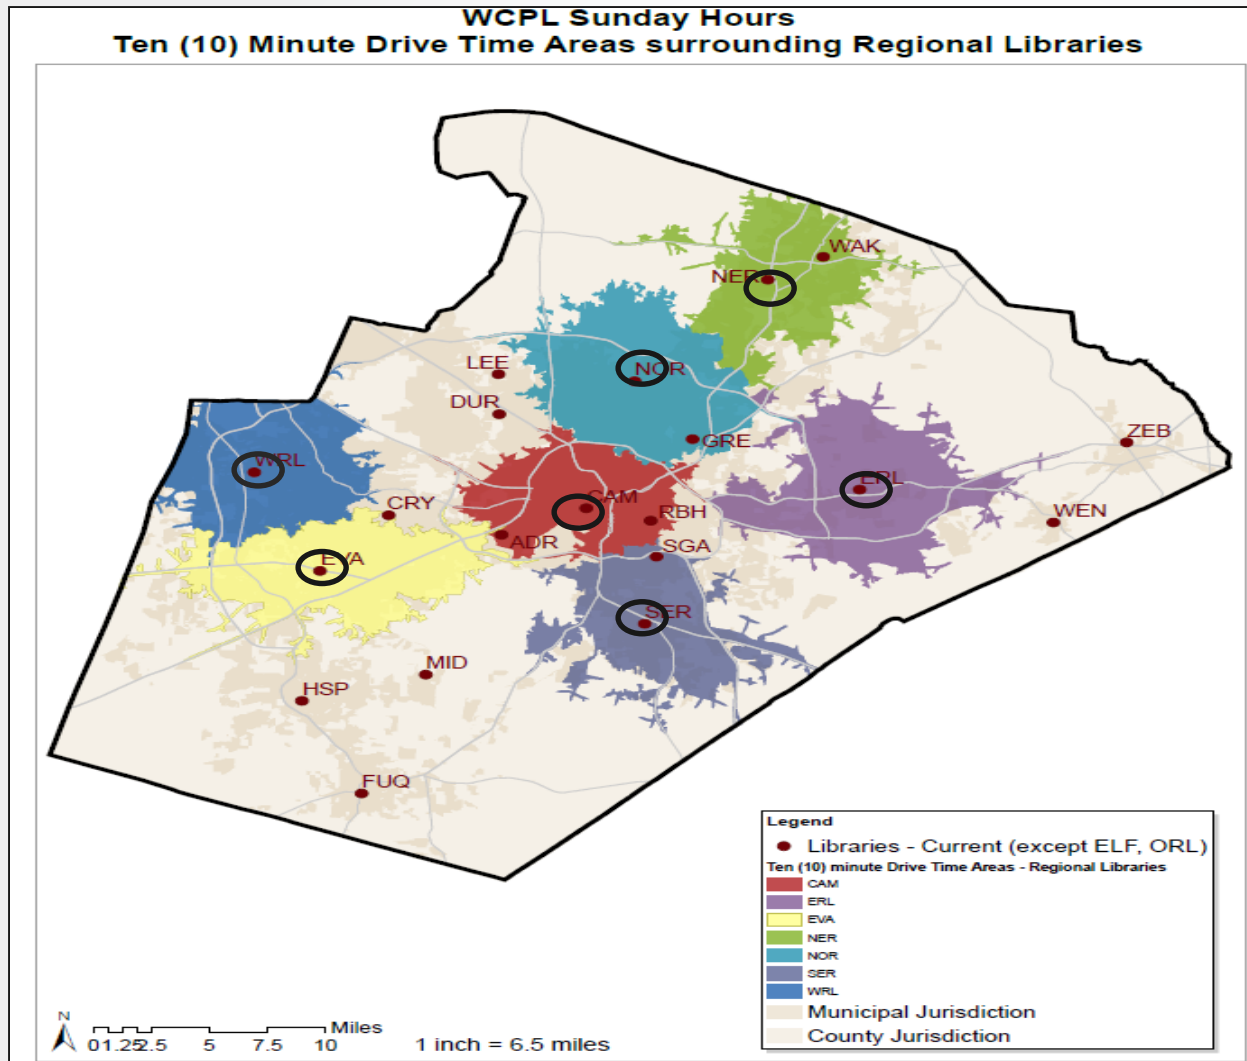 WCPL Sunday Hours
Ten (10) Minute Drive Time Areas surrounding Regional Libraries
WAK
NER
LEE
NOR
DUR
GRE
ZEB
WRL
ERL
CRY
CAM
RBH
WEN
ADR
SGA
EVA
SER
MID
HSP
FUQ
Legend
Libraries - Current (except ELF, ORL)
Ten (10) minute Drive Time Areas - Regional Libraries
CAM
ERL
EVA
NER
NOR
SER
WRL
Municipal Jurisdiction
County Jurisdiction
N
Miles
0 1.25 2.5 5 7.5 10
1 inch = 6.5 miles